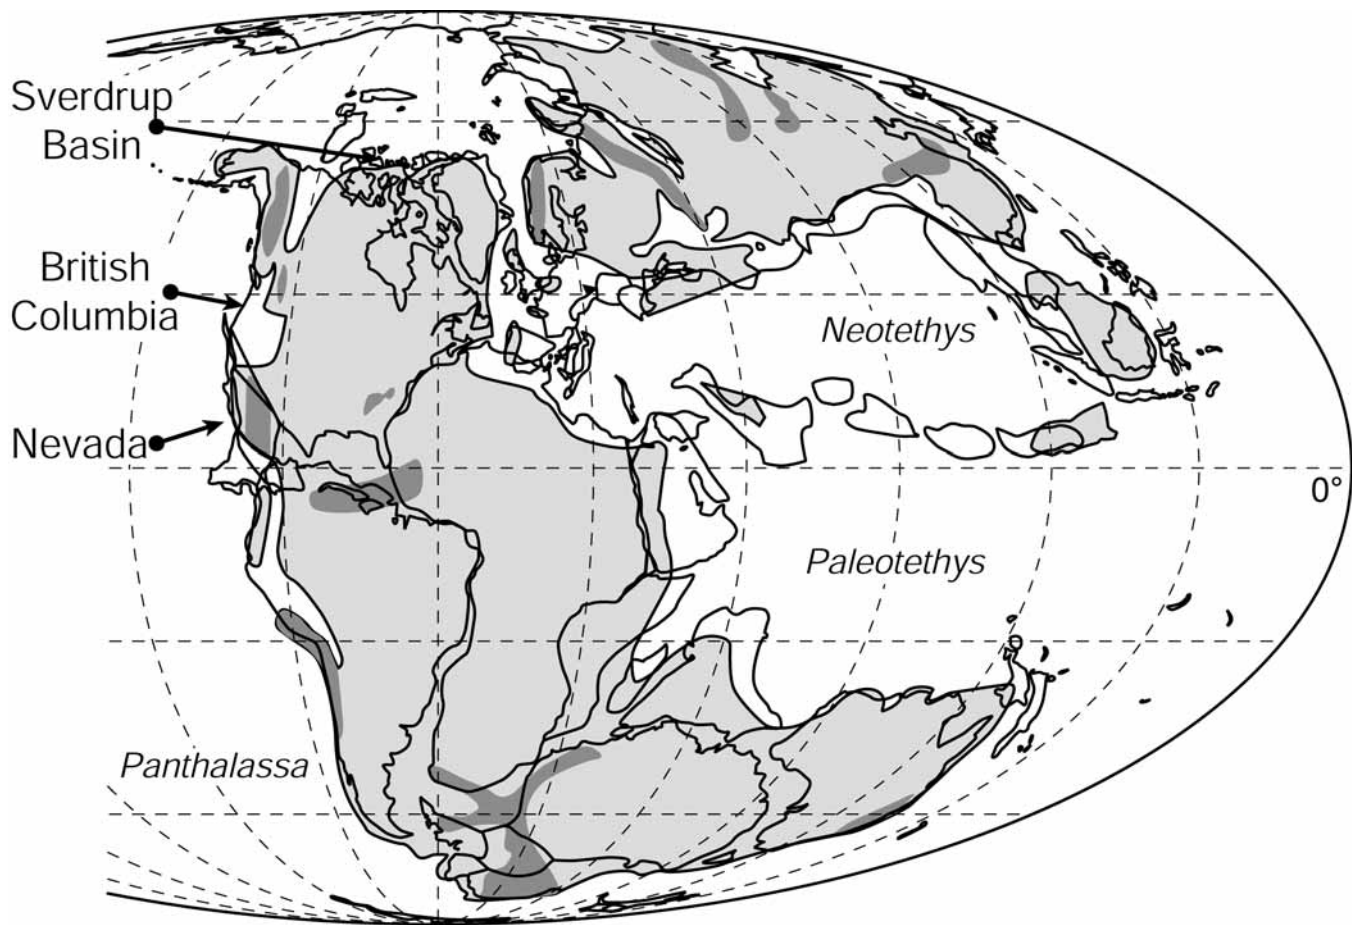 Sverdrup
Basin
British
Columbia
Neotethys
Nevada
0°
Paleotethys
Panthalassa